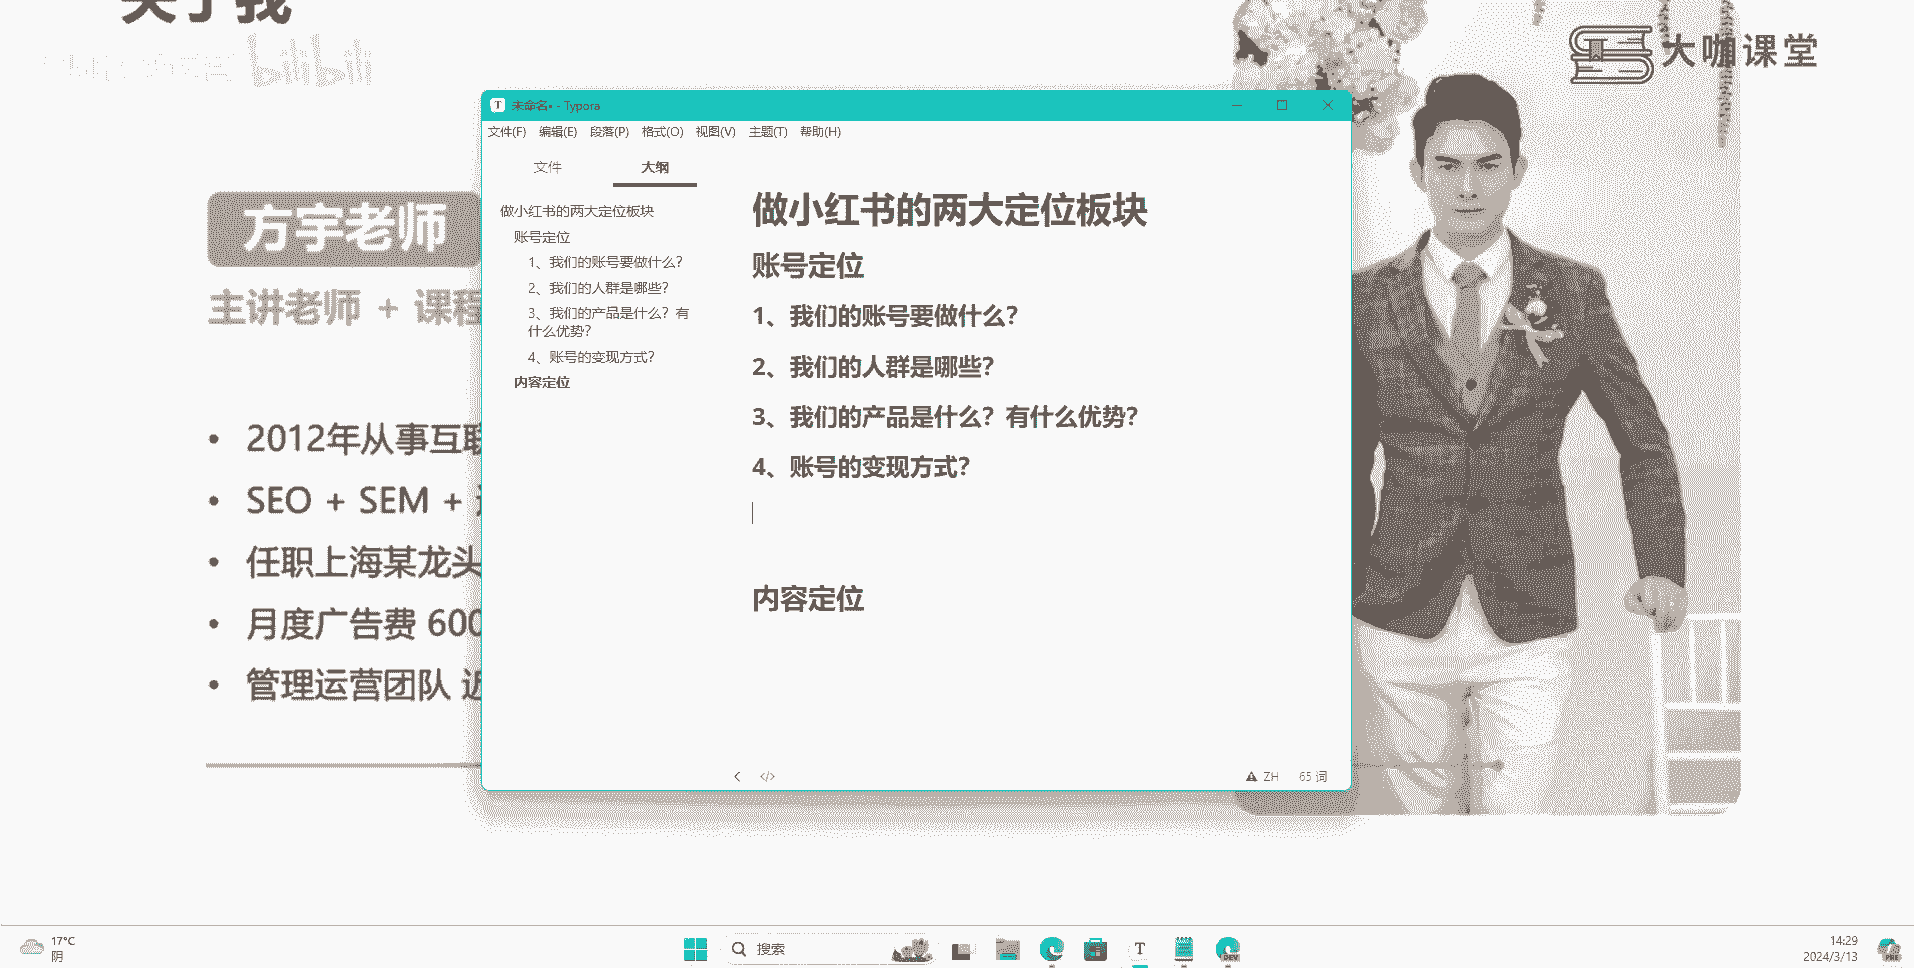 关于我
bilibili
大咖课堂
方宇老师
主讲老师 + 课程
2012年从事互联
SEO + SEM +
任职上海某龙头
月度广告费 600
管理运营团队 近
未命名• - Typora
文件(F) 编辑(E) 段落(P) 格式(O) 视图(V) 主题(T) 帮助(H)
文件 大纲
做小红书的两大定位板块
账号定位
1、我们的账号要做什么?
2、我们的人群是哪些?
3、我们的产品是什么?有
什么优势?
4、账号的变现方式?
内容定位
做小红书的两大定位板块
账号定位
1、我们的账号要做什么?
2、我们的人群是哪些?
3、我们的产品是什么?有什么优势?
4、账号的变现方式?
内容定位
</> ZH 65 词
17°C
阴
搜索
T
DEV
14:29
2024/3/13
PRE